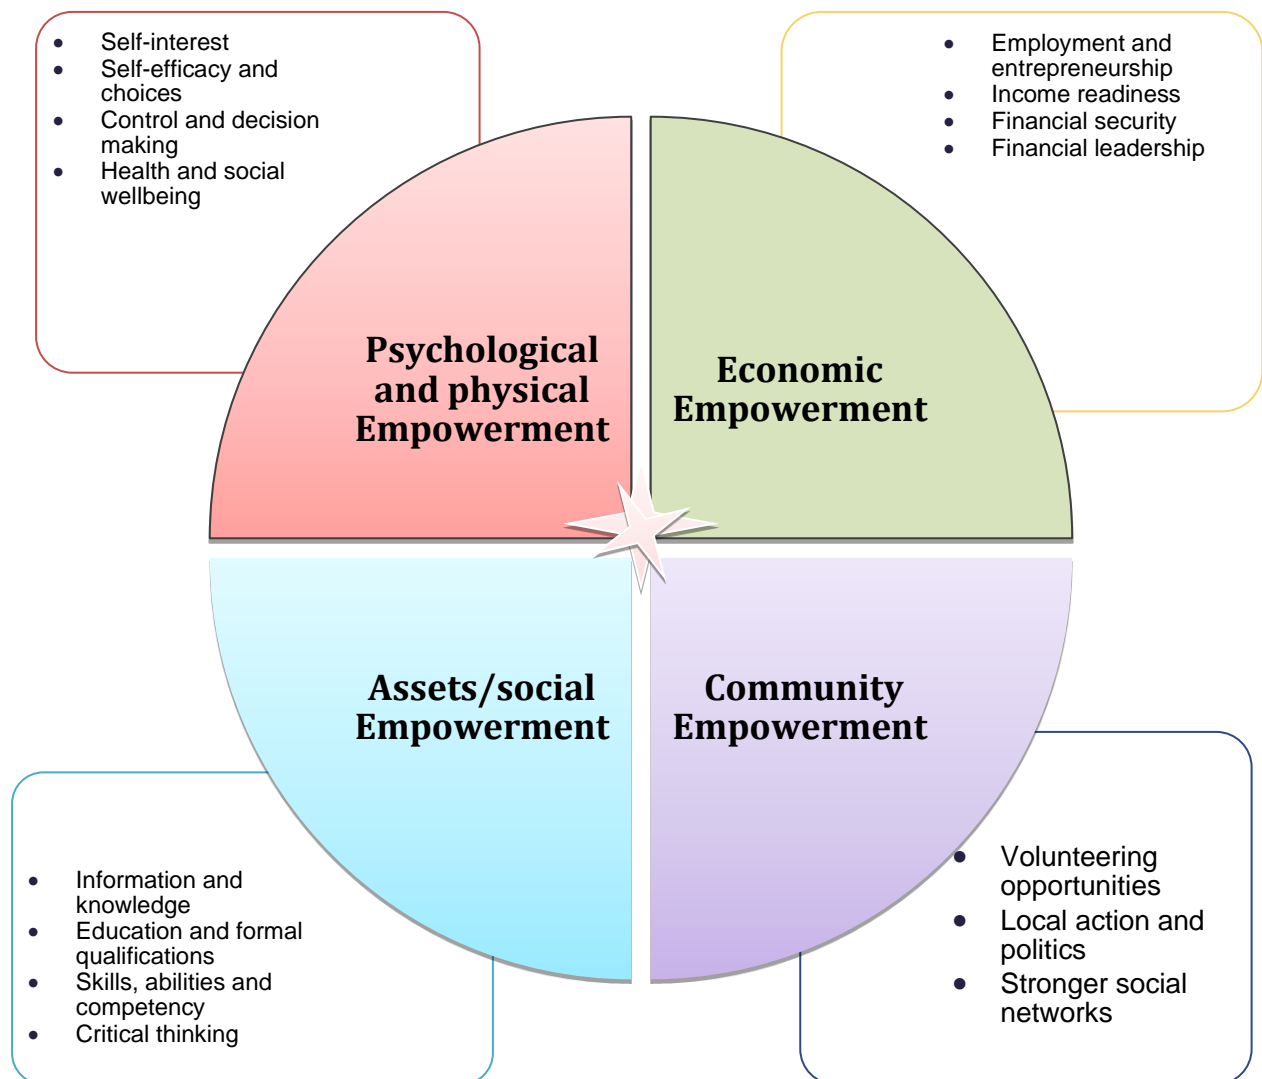 • Self-interest
• Self-efficacy and
choices
• Control and decision
making
• Health and social
wellbeing
• Employment and
entrepreneurship
• Income readiness
• Financial security
• Financial leadership
Psychological
and physical
Empowerment
Economic
Empowerment
Assets/social
Empowerment
Community
Empowerment
• Information and
knowledge
• Education and formal
qualifications
• Skills, abilities and
competency
• Critical thinking
• Volunteering
opportunities
• Local action and
politics
• Stronger social
networks